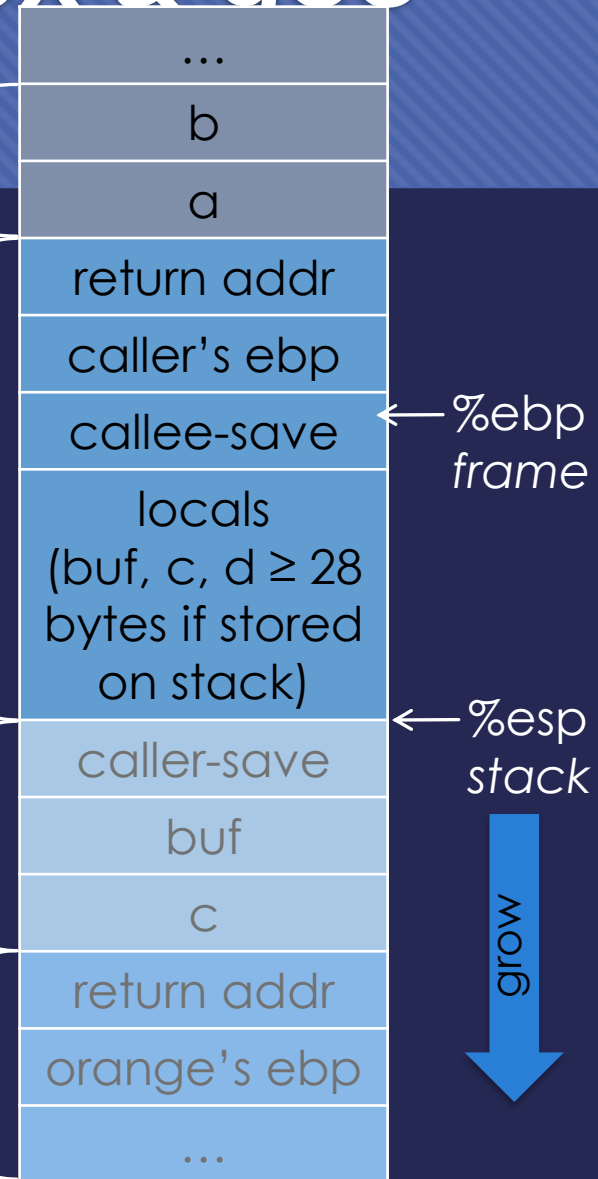 …
b
a
return addr
caller’s ebp
callee-save
%ebp
frame
locals
(buf, c, d ≥ 28
bytes if stored
on stack)
%esp
stack
caller-save
buf
c
grow
return addr
orange’s ebp
…